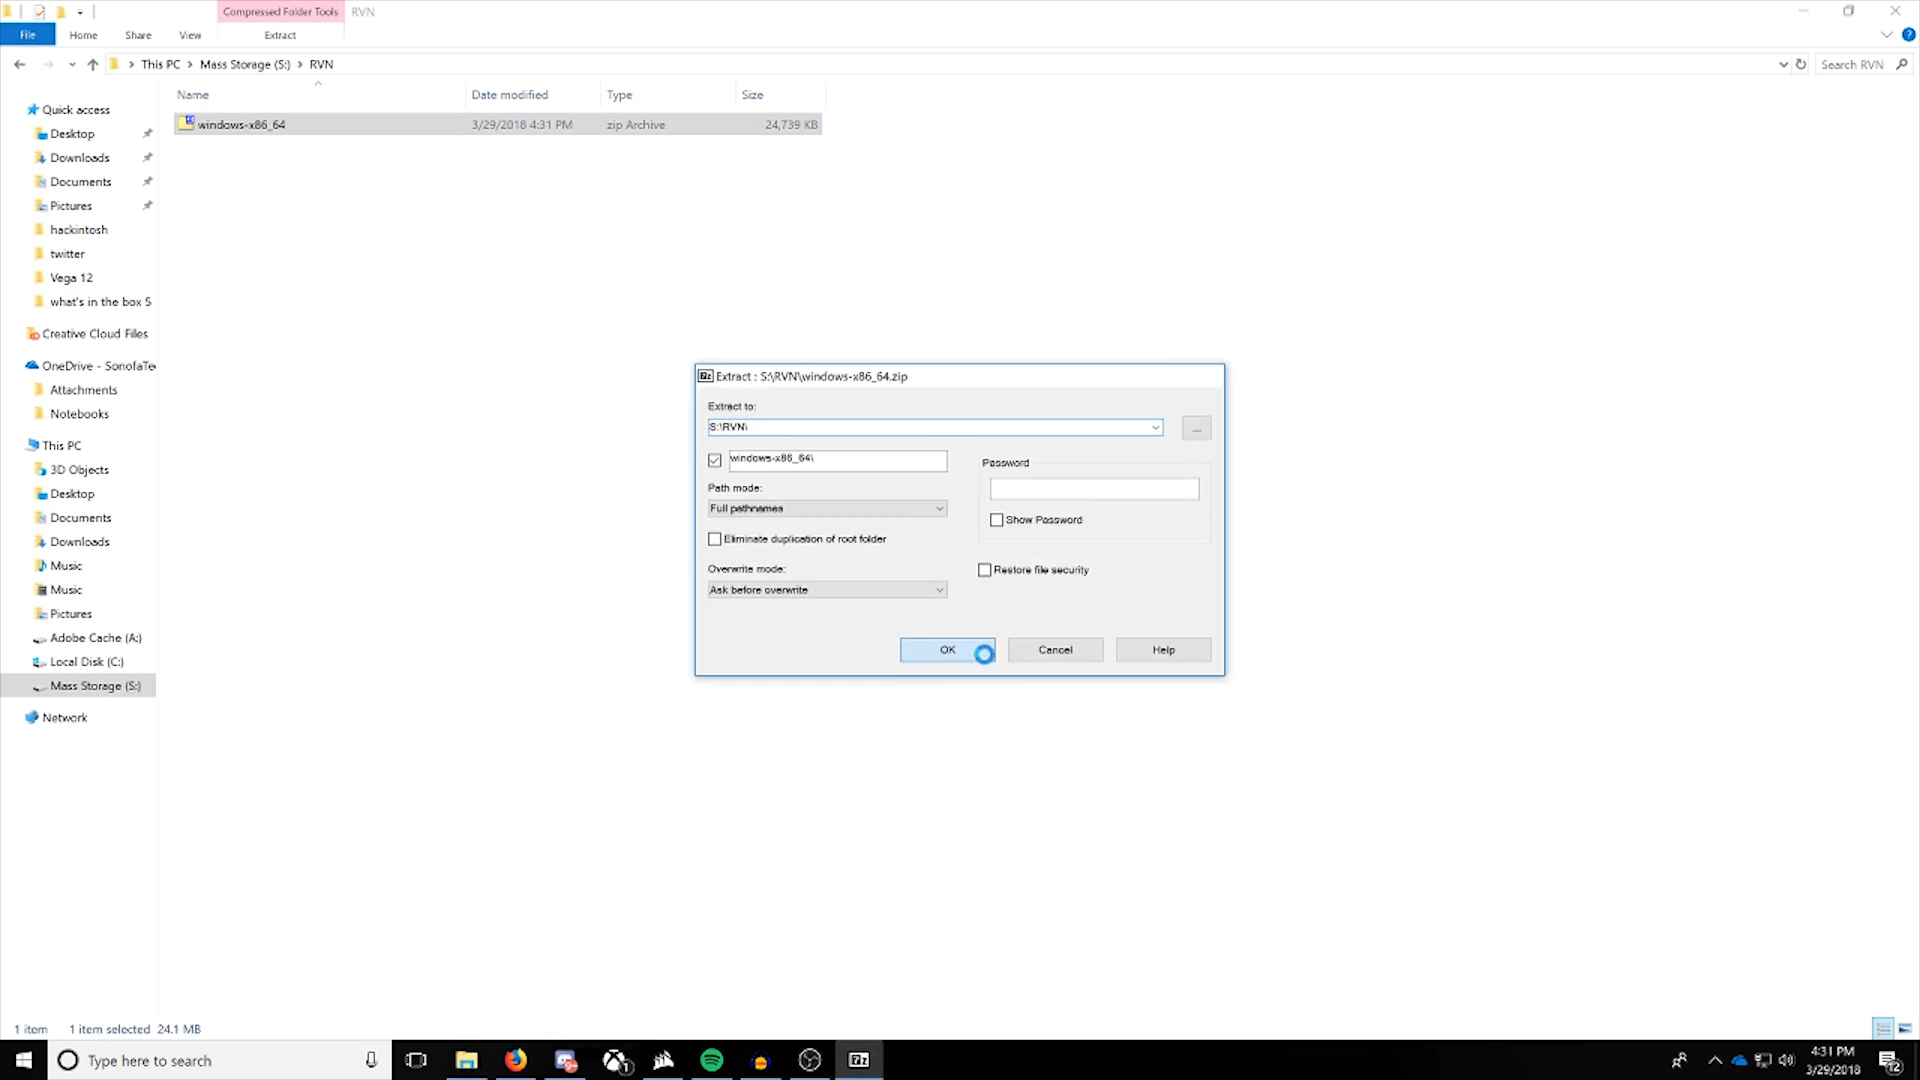 Compressed Folder Tools
RVN
File
Home
Share
View
Extract
This PC
Mass Storage (S:)
RVN
Search RVN
Name
Date modified
Type
Size
windows-x86_64
3/29/2018 4:31 PM
zip Archive
24,739 KB
Quick access
Desktop
Downloads
Documents
Pictures
hackintosh
twitter
Vega 12
what's in the box 5
Creative Cloud Files
OneDrive - SonofaTe
Attachments
Notebooks
This PC
3D Objects
Desktop
Documents
Downloads
Music
Music
Pictures
Adobe Cache (A:)
Local Disk (C:)
Mass Storage (S:)
Network
Extract : S:\RVN\windows-x86_64.zip
Extract to:
S:\RVN\
...
windows-x86_64\
Path mode:
Full pathnames
Eliminate duplication of root folder
Overwrite mode:
Ask before overwrite
Password
Show Password
Restore file security
OK
Cancel
Help
1 item
1 item selected 24.1 MB
Type here to search
1
7z
4:31 PM
3/29/2018
12